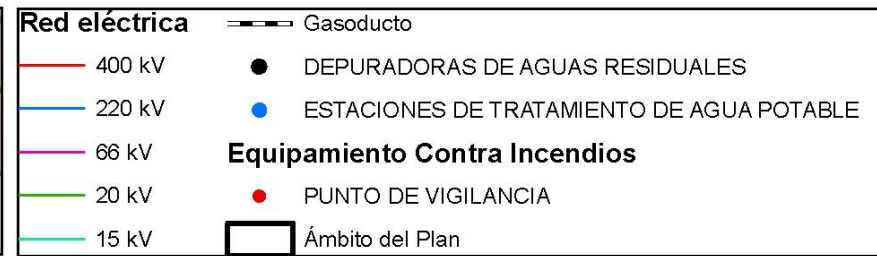 Red eléctrica
400 kV
220 kV
66 kV
20 kV
15 kV
Gasoducto
DEPURADORAS DE AGUAS RESIDUALES
ESTACIONES DE TRATAMIENTO DE AGUA POTABLE
Equipamiento Contra Incendios
PUNTO DE VIGILANCIA
Ámbito del Plan